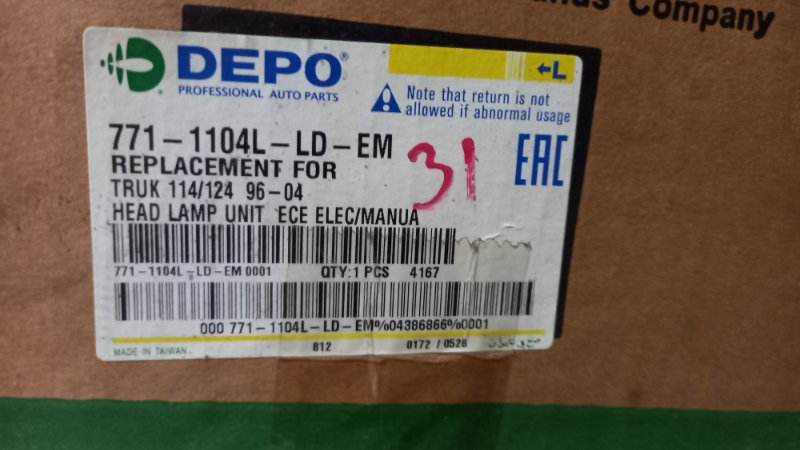 Company
DEPO®
PROFESSIONAL AUTO PARTS
←L
Note that return is not
allowed if abnormal usage
771-1104L-LD-EM
31
EAC
REPLACEMENT FOR
TRUK 114/124 96-04
HEAD LAMP UNIT ECE ELEC/MANUA
771-1104L-LD-EM 0001 QTY:1 PCS 4167
000 771-1104L-LD-EM%04386866%0001
MADE IN TAIWAN. 812 0172 / 0528